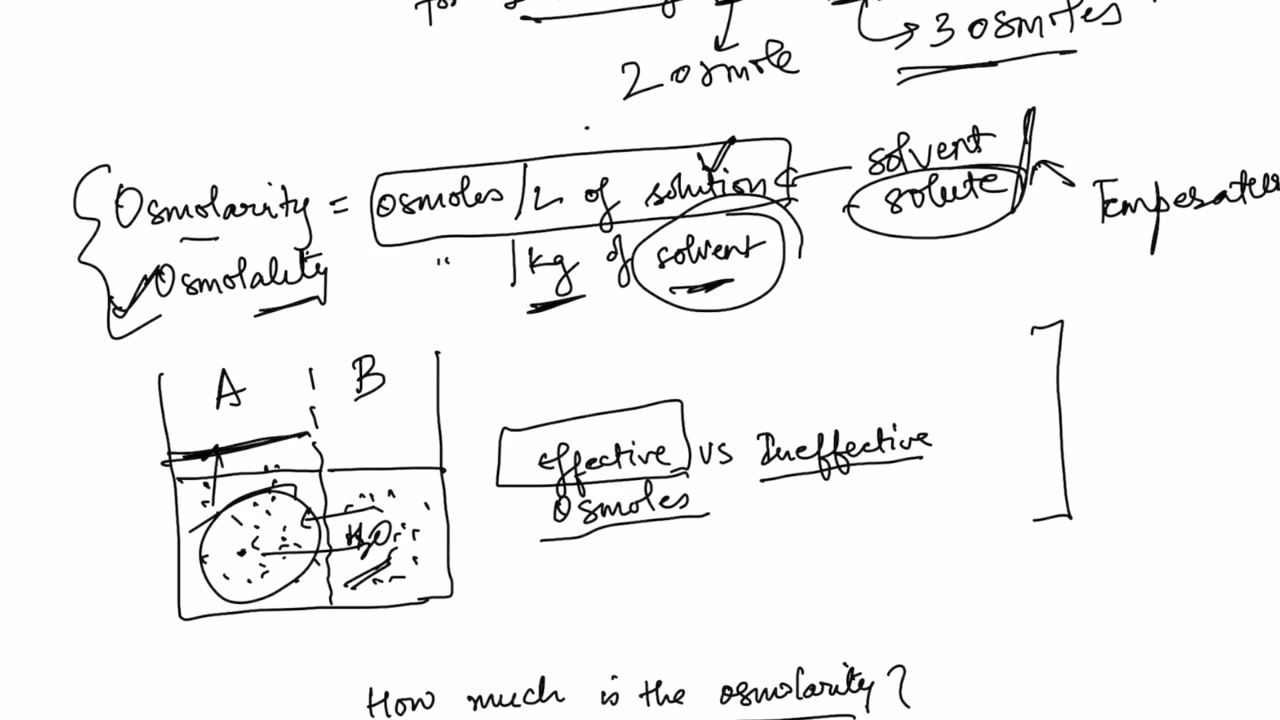 for
2 osmole
3 osmoles
Osmolarity = osmoles / L of solution
solvent
solute
Osmolality " / kg of solvent
A B
H2O
effective vs Ineffective
osmoles
How much is the osmolarity?